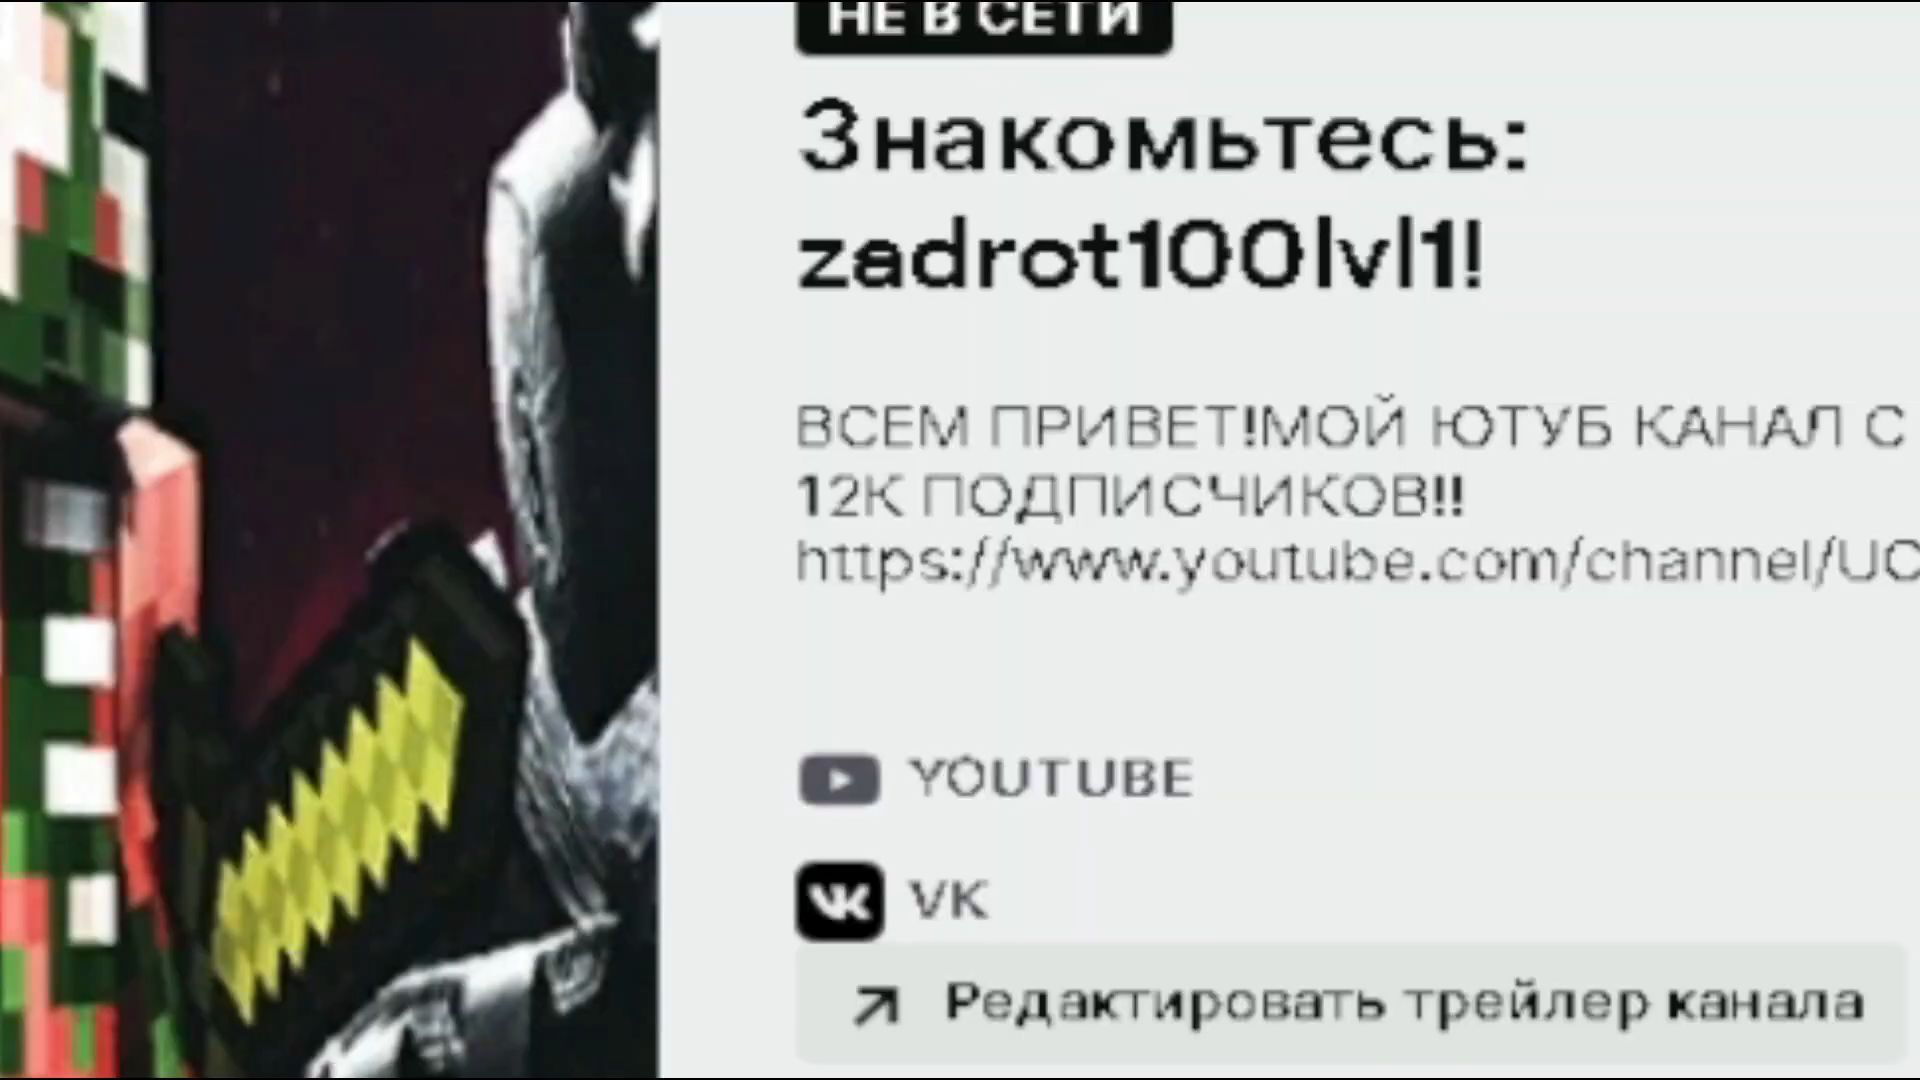 НЕ В СЕТИ
Знакомьтесь:
zadrot100lvl1!
ВСЕМ ПРИВЕТ!МОЙ ЮТУБ КАНАЛ С
12К ПОДПИСЧИКОВ!!
https://www.youtube.com/channel/UC
YOUTUBE
VK
Редактировать трейлер канала